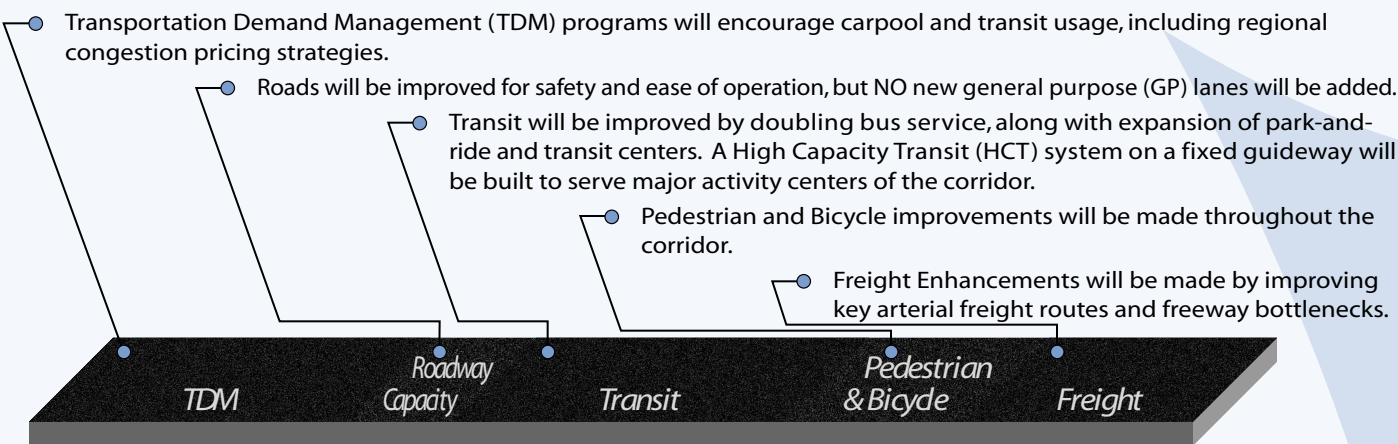 Transportation Demand Management (TDM) programs will encourage carpool and transit usage, including regional
congestion pricing strategies.
Roads will be improved for safety and ease of operation, but NO new general purpose (GP) lanes will be added.
Transit will be improved by doubling bus service, along with expansion of park-and-
ride and transit centers. A High Capacity Transit (HCT) system on a fixed guideway will
be built to serve major activity centers of the corridor.
Pedestrian and Bicycle improvements will be made throughout the
corridor.
Freight Enhancements will be made by improving
key arterial freight routes and freeway bottlenecks.
TDM
Roadway
Capacity
Transit
Pedestrian
& Bicycle
Freight